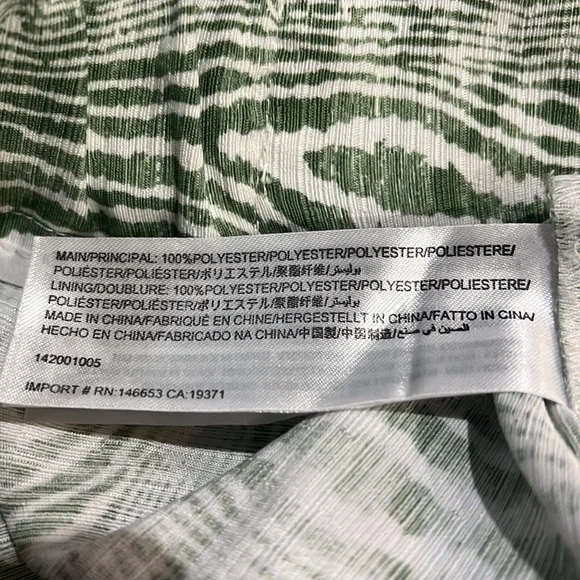 MAIN/PRINCIPAL: 100%POLYESTER/POLYESTER/POLYESTER/POLIESTERE/
POLIÉSTER/POLIÉSTER/ポリエステル/聚酯纤维/بوليستر/
LINING/DOUBLURE: 100%POLYESTER/POLYESTER/POLYESTER/POLIESTERE/
POLIÉSTER/POLIÉSTER/ポリエステル/聚酯纤维/بوليستر/
MADE IN CHINA/FABRIQUÉ EN CHINE/HERGESTELLT IN CHINA/FATTO IN CINA/
HECHO EN CHINA/FABRICADO NA CHINA/中国製/中国制造/صنع في الصين
142001005
IMPORT # RN:146653 CA:19371